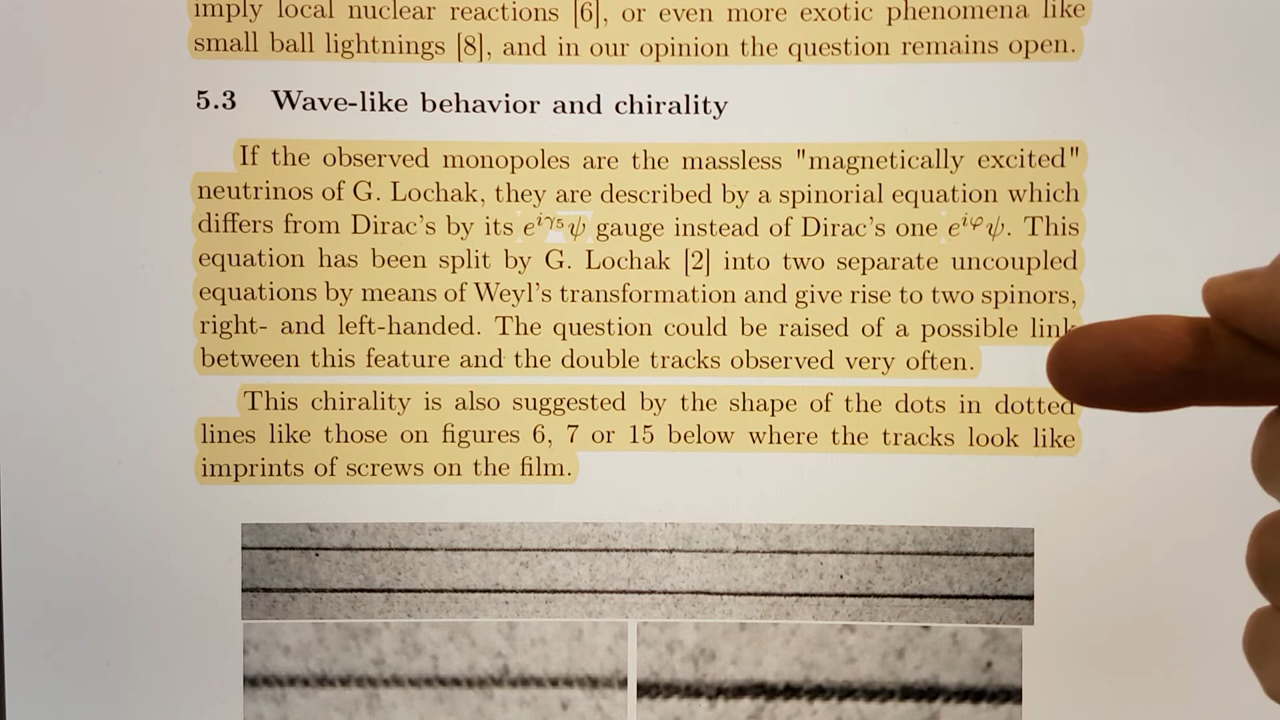 imply local nuclear reactions [6], or even more exotic phenomena like
small ball lightnings [8], and in our opinion the question remains open.
5.3 Wave-like behavior and chirality
If the observed monopoles are the massless "magnetically excited"
neutrinos of G. Lochak, they are described by a spinorial equation which
differs from Dirac's by its e^{iγ₅}ψ gauge instead of Dirac's one e^{iφ}ψ. This
equation has been split by G. Lochak [2] into two separate uncoupled
equations by means of Weyl's transformation and give rise to two spinors,
right- and left-handed. The question could be raised of a possible link
between this feature and the double tracks observed very often.
This chirality is also suggested by the shape of the dots in dotted
lines like those on figures 6, 7 or 15 below where the tracks look like
imprints of screws on the film.